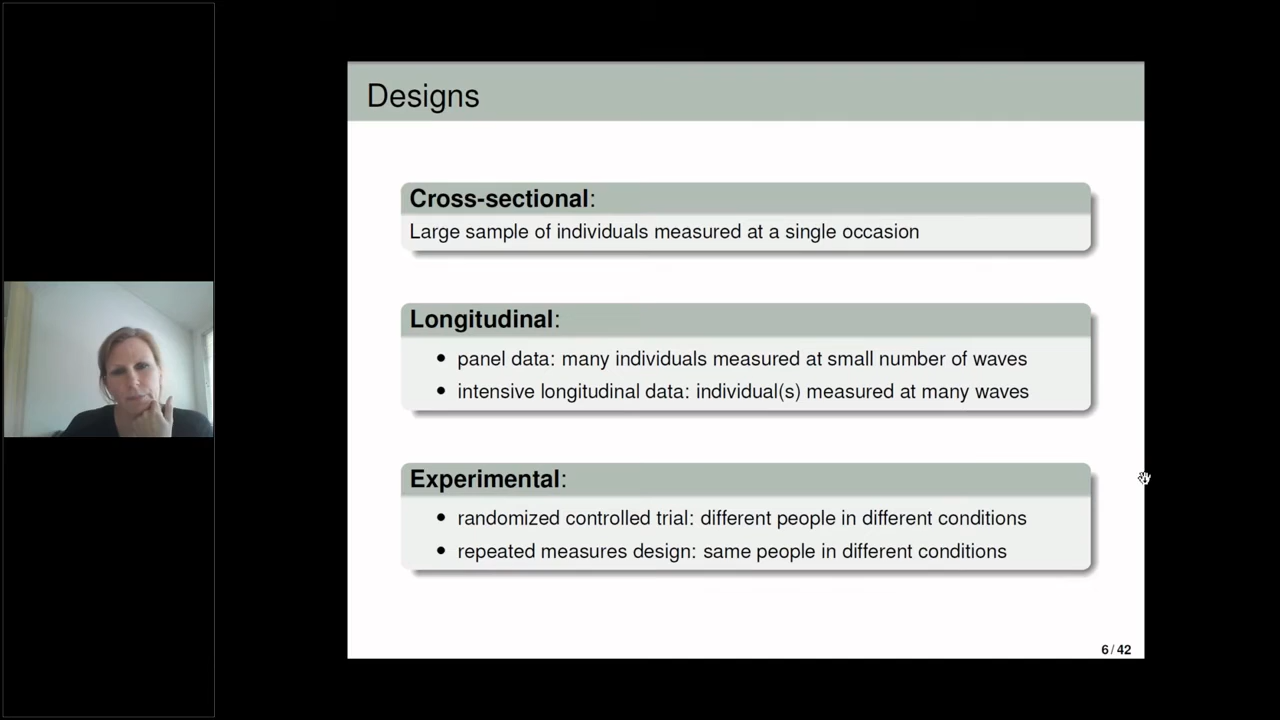 Designs
Cross-sectional:
Large sample of individuals measured at a single occasion
Longitudinal:
• panel data: many individuals measured at small number of waves
• intensive longitudinal data: individual(s) measured at many waves
Experimental:
• randomized controlled trial: different people in different conditions
• repeated measures design: same people in different conditions
6 / 42